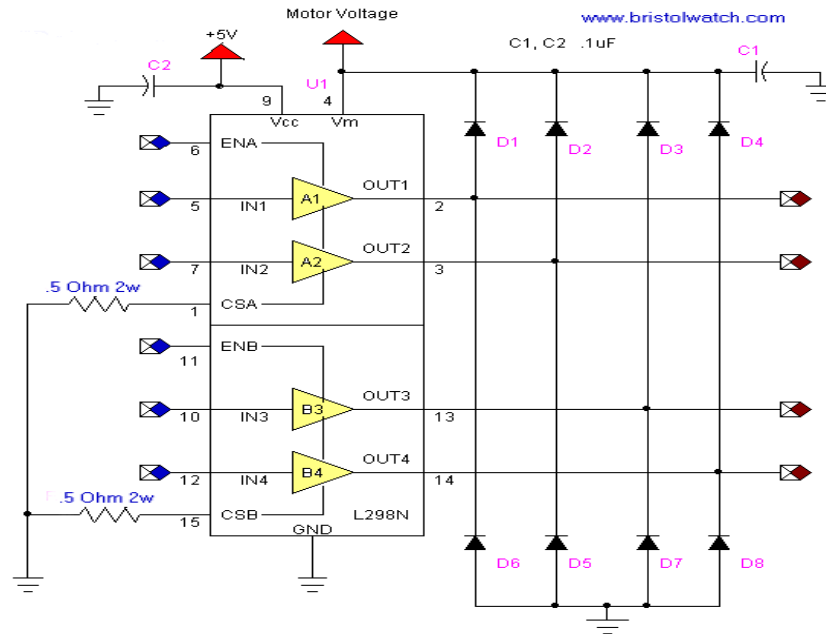 www.bristolwatch.com
Motor Voltage
+5V
C1, C2 .1uF
C1
C2
U1
9
4
Vcc
Vm
D1
D2
D3
D4
6
ENA
5
IN1
A1
OUT1
2
7
IN2
A2
OUT2
3
.5 Ohm 2w
1
CSA
11
ENB
10
IN3
B3
OUT3
13
12
IN4
B4
OUT4
14
.5 Ohm 2w
15
CSB
L298N
GND
D6
D5
D7
D8